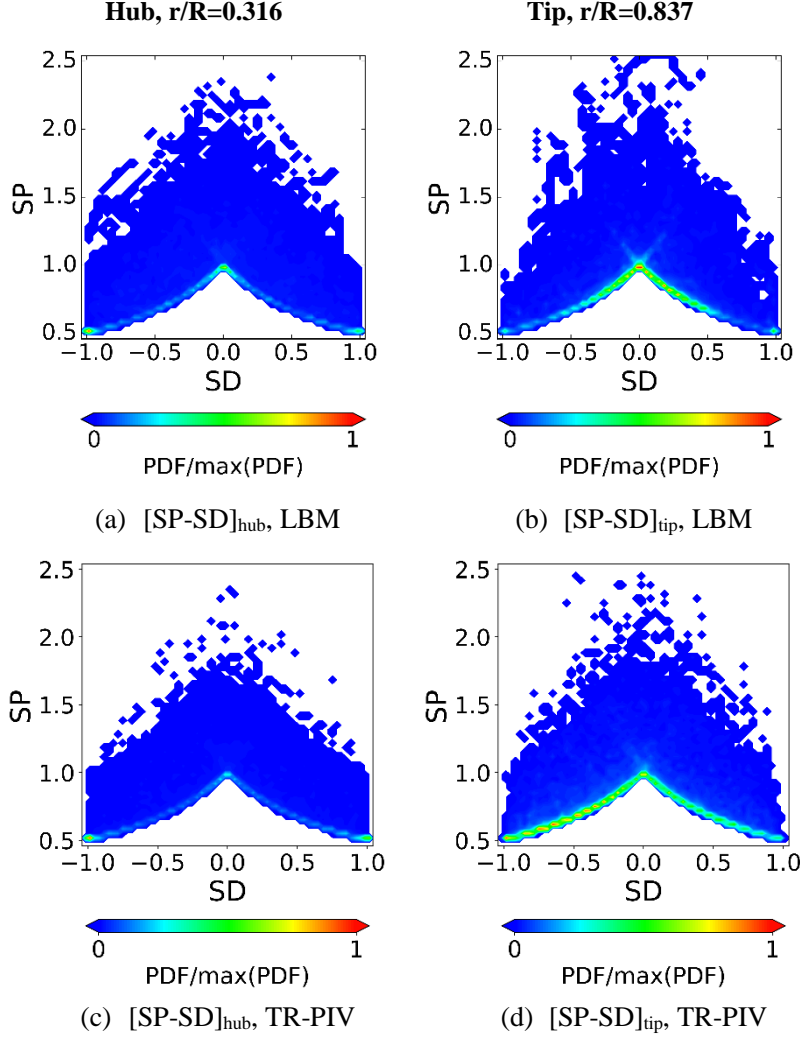 Hub, r/R=0.316 Tip, r/R=0.837
2.5 2.5
2.0 2.0
SP SP
1.5 1.5
1.0 1.0
0.5 0.5
−1.0 −0.5 0.0 0.5 1.0 −1.0 −0.5 0.0 0.5 1.0
SD SD
0 1 0 1
PDF/max(PDF) PDF/max(PDF)
(a) [SP-SD]hub, LBM (b) [SP-SD]tip, LBM
2.5 2.5
2.0 2.0
SP SP
1.5 1.5
1.0 1.0
0.5 0.5
−1.0 −0.5 0.0 0.5 1.0 −1.0 −0.5 0.0 0.5 1.0
SD SD
0 1 0 1
PDF/max(PDF) PDF/max(PDF)
(c) [SP-SD]hub, TR-PIV (d) [SP-SD]tip, TR-PIV